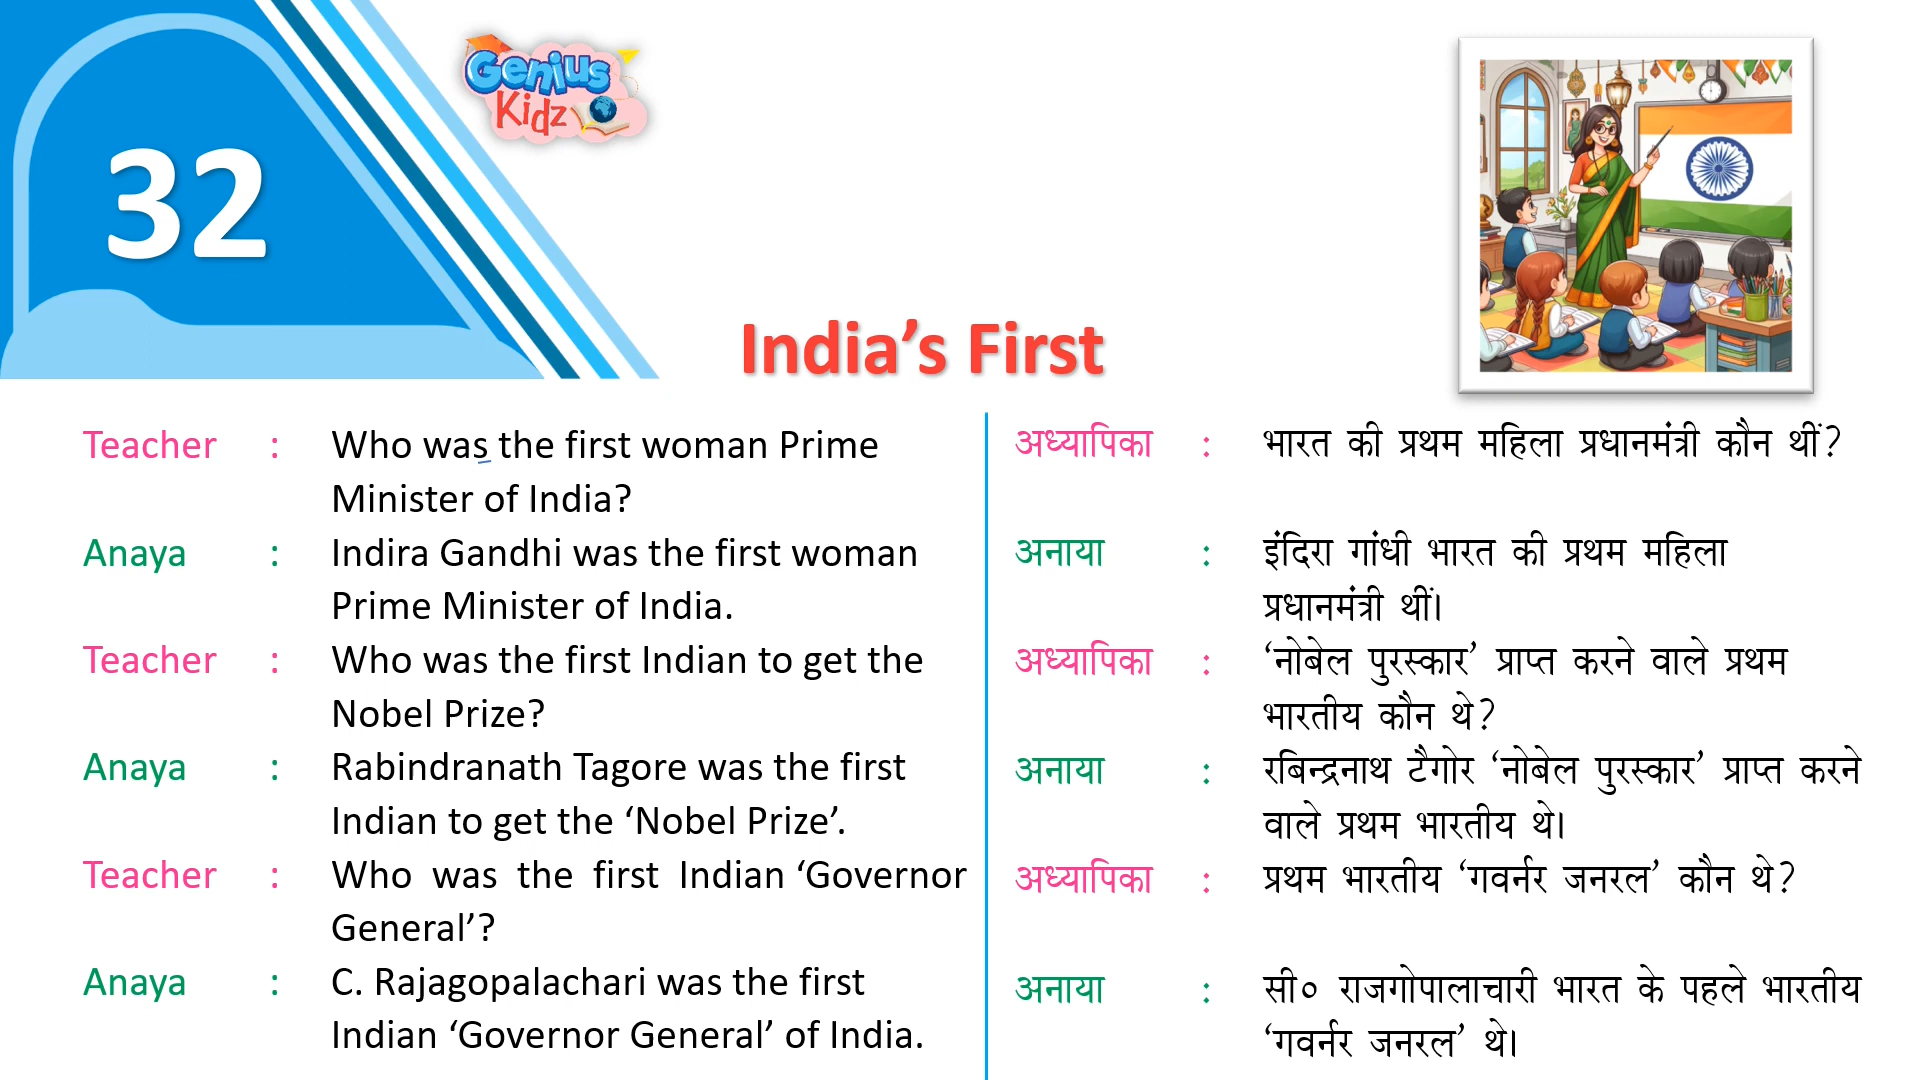 32
Genius
Kidz
India’s First
Teacher : Who was the first woman Prime
Minister of India?
Anaya : Indira Gandhi was the first woman
Prime Minister of India.
Teacher : Who was the first Indian to get the
Nobel Prize?
Anaya : Rabindranath Tagore was the first
Indian to get the ‘Nobel Prize’.
Teacher : Who was the first Indian ‘Governor
General’?
Anaya : C. Rajagopalachari was the first
Indian ‘Governor General’ of India.
अध्यापिका : भारत की प्रथम महिला प्रधानमंत्री कौन थीं?
अनाया : इंदिरा गांधी भारत की प्रथम महिला
प्रधानमंत्री थीं।
अध्यापिका : ‘नोबेल पुरस्कार’ प्राप्त करने वाले प्रथम
भारतीय कौन थे?
अनाया : रबिन्द्रनाथ टैगोर ‘नोबेल पुरस्कार’ प्राप्त करने
वाले प्रथम भारतीय थे।
अध्यापिका : प्रथम भारतीय ‘गवर्नर जनरल’ कौन थे?
अनाया : सी० राजगोपालाचारी भारत के पहले भारतीय
‘गवर्नर जनरल’ थे।